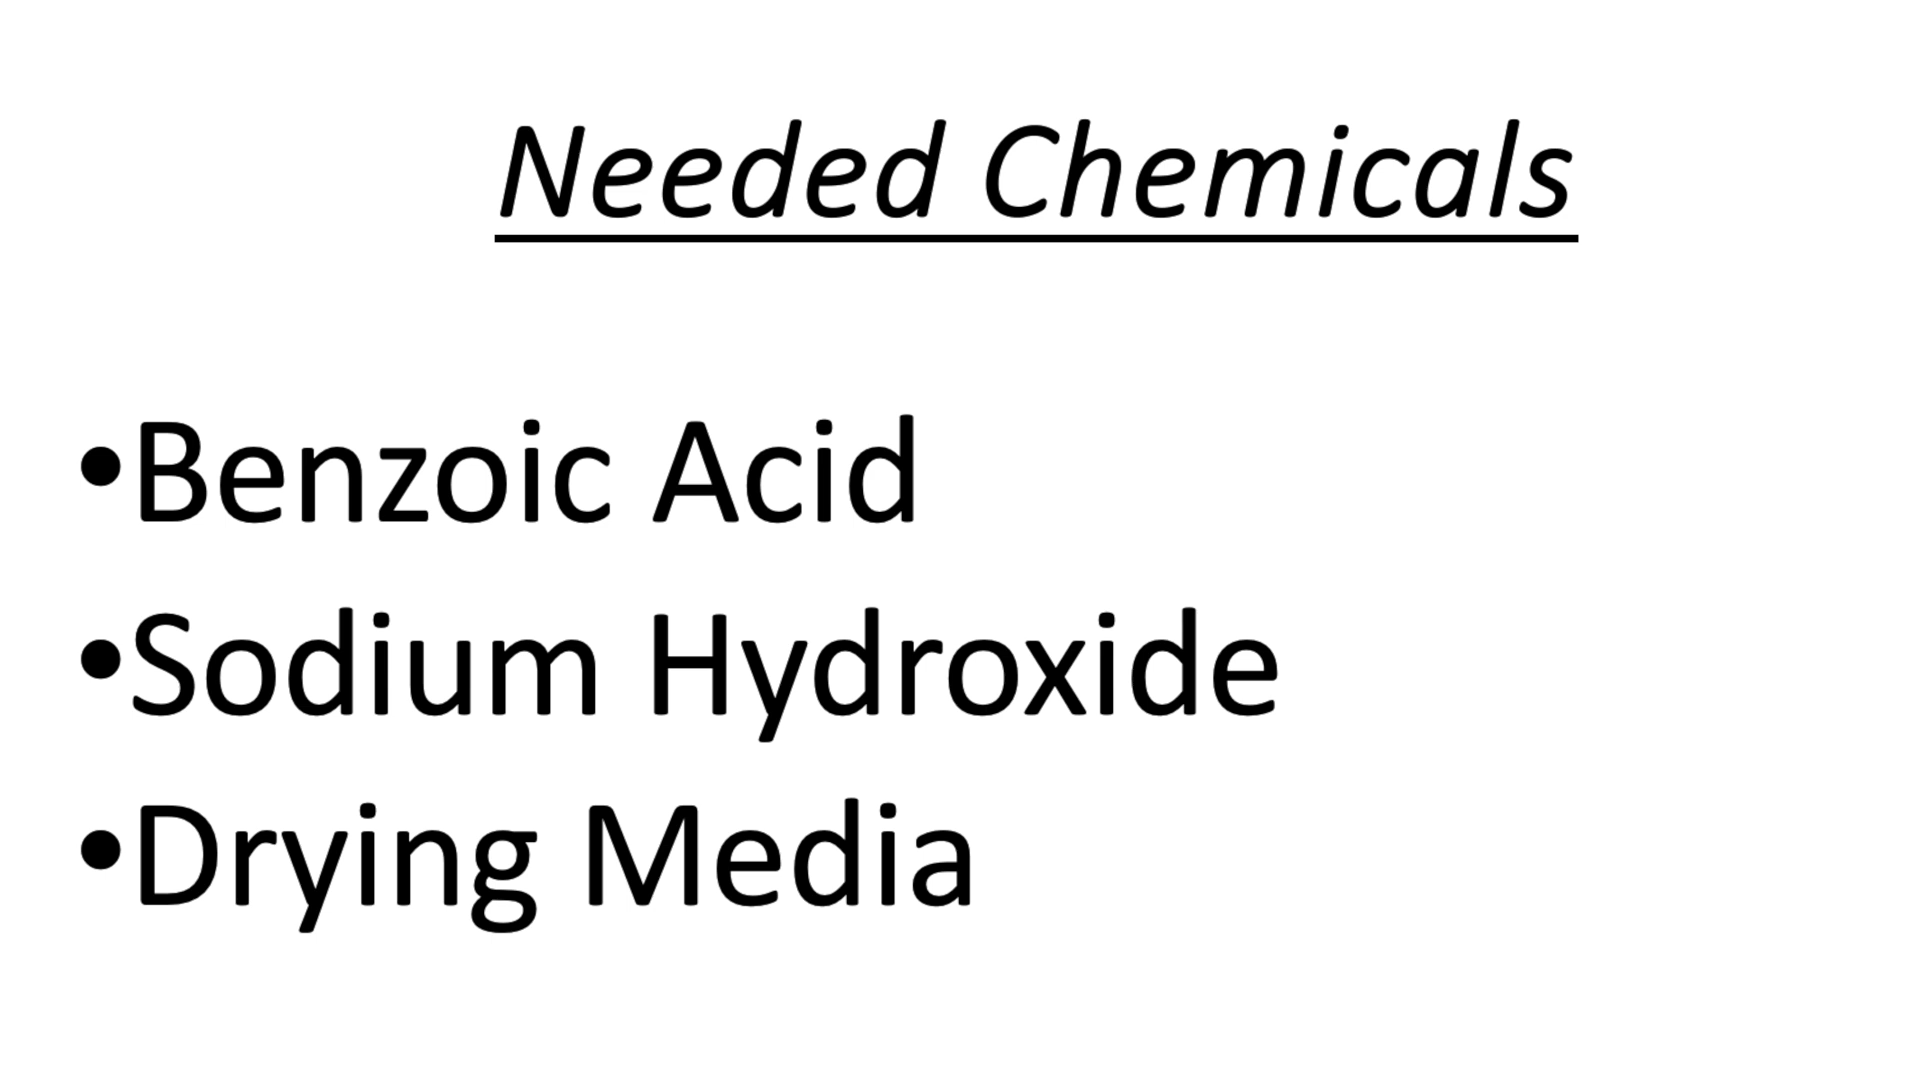 Needed Chemicals
•Benzoic Acid
•Sodium Hydroxide
•Drying Media